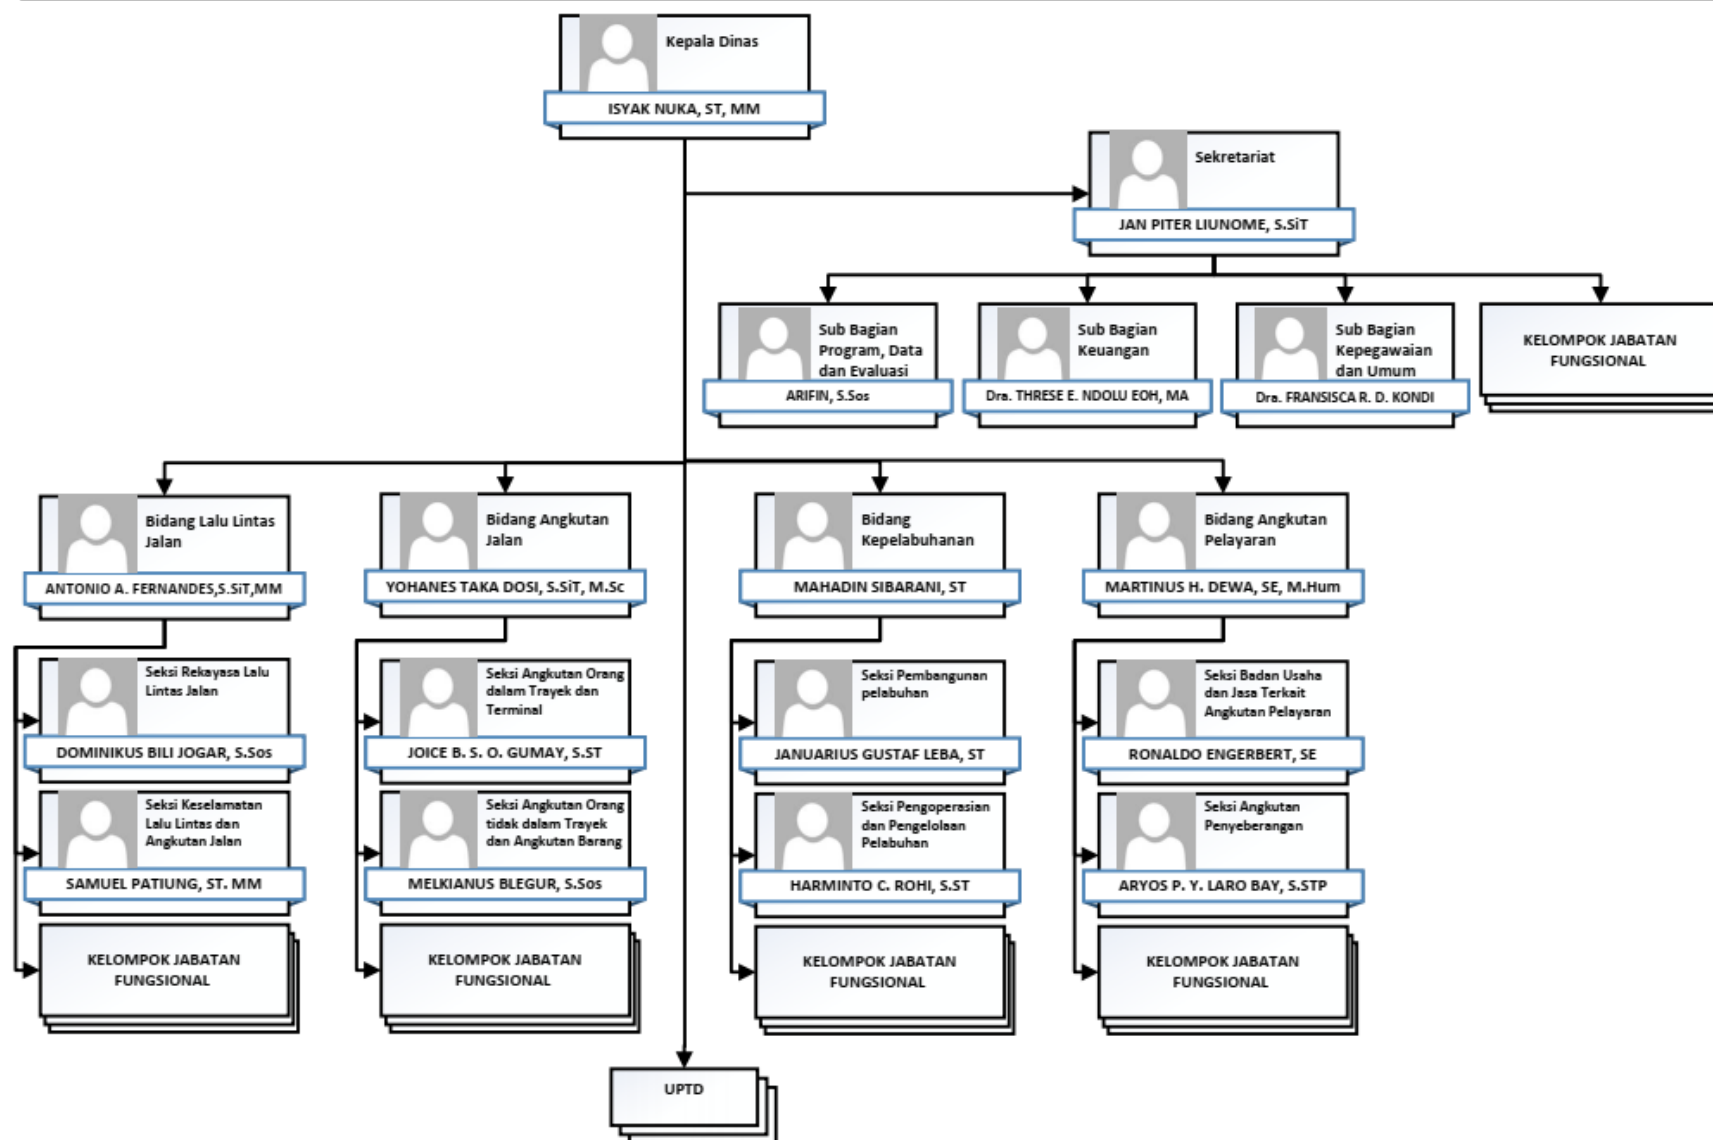 Kepala Dinas
ISYAK NUKA, ST, MM
Sekretariat
JAN PITER LIUNOME, S.SiT
Sub Bagian
Program, Data
dan Evaluasi
ARIFIN, S.Sos
Sub Bagian
Keuangan
Dra. THRESE E. NDOLU EOH, MA
Sub Bagian
Kepegawaian
dan Umum
Dra. FRANSISCA R. D. KONDI
KELOMPOK JABATAN
FUNGSIONAL
Bidang Lalu Lintas
Jalan
ANTONIO A. FERNANDES,S.SiT,MM
Bidang Angkutan
Jalan
YOHANES TAKA DOSI, S.SiT, M.Sc
Bidang
Kepelabuhanan
MAHADIN SIBARANI, ST
Bidang Angkutan
Pelayaran
MARTINUS H. DEWA, SE, M.Hum
Seksi Rekayasa Lalu
Lintas Jalan
DOMINIKUS BILI JOGAR, S.Sos
Seksi Angkutan Orang
dalam Trayek dan
Terminal
JOICE B. S. O. GUMAY, S.ST
Seksi Pembangunan
pelabuhan
JANUARIUS GUSTAF LEBA, ST
Seksi Badan Usaha
dan Jasa Terkait
Angkutan Pelayaran
RONALDO ENGERBERT, SE
Seksi Keselamatan
Lalu Lintas dan
Angkutan Jalan
SAMUEL PATIUNG, ST. MM
Seksi Angkutan Orang
tidak dalam Trayek
dan Angkutan Barang
MELKIANUS BLEGUR, S.Sos
Seksi Pengoperasian
dan Pengelolaan
Pelabuhan
HARMINTO C. ROHI, S.ST
Seksi Angkutan
Penyeberangan
ARYOS P. Y. LARO BAY, S.STP
KELOMPOK JABATAN
FUNGSIONAL
KELOMPOK JABATAN
FUNGSIONAL
KELOMPOK JABATAN
FUNGSIONAL
KELOMPOK JABATAN
FUNGSIONAL
UPTD